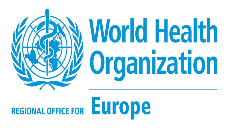 World Health
Organization
REGIONAL OFFICE FOR Europe